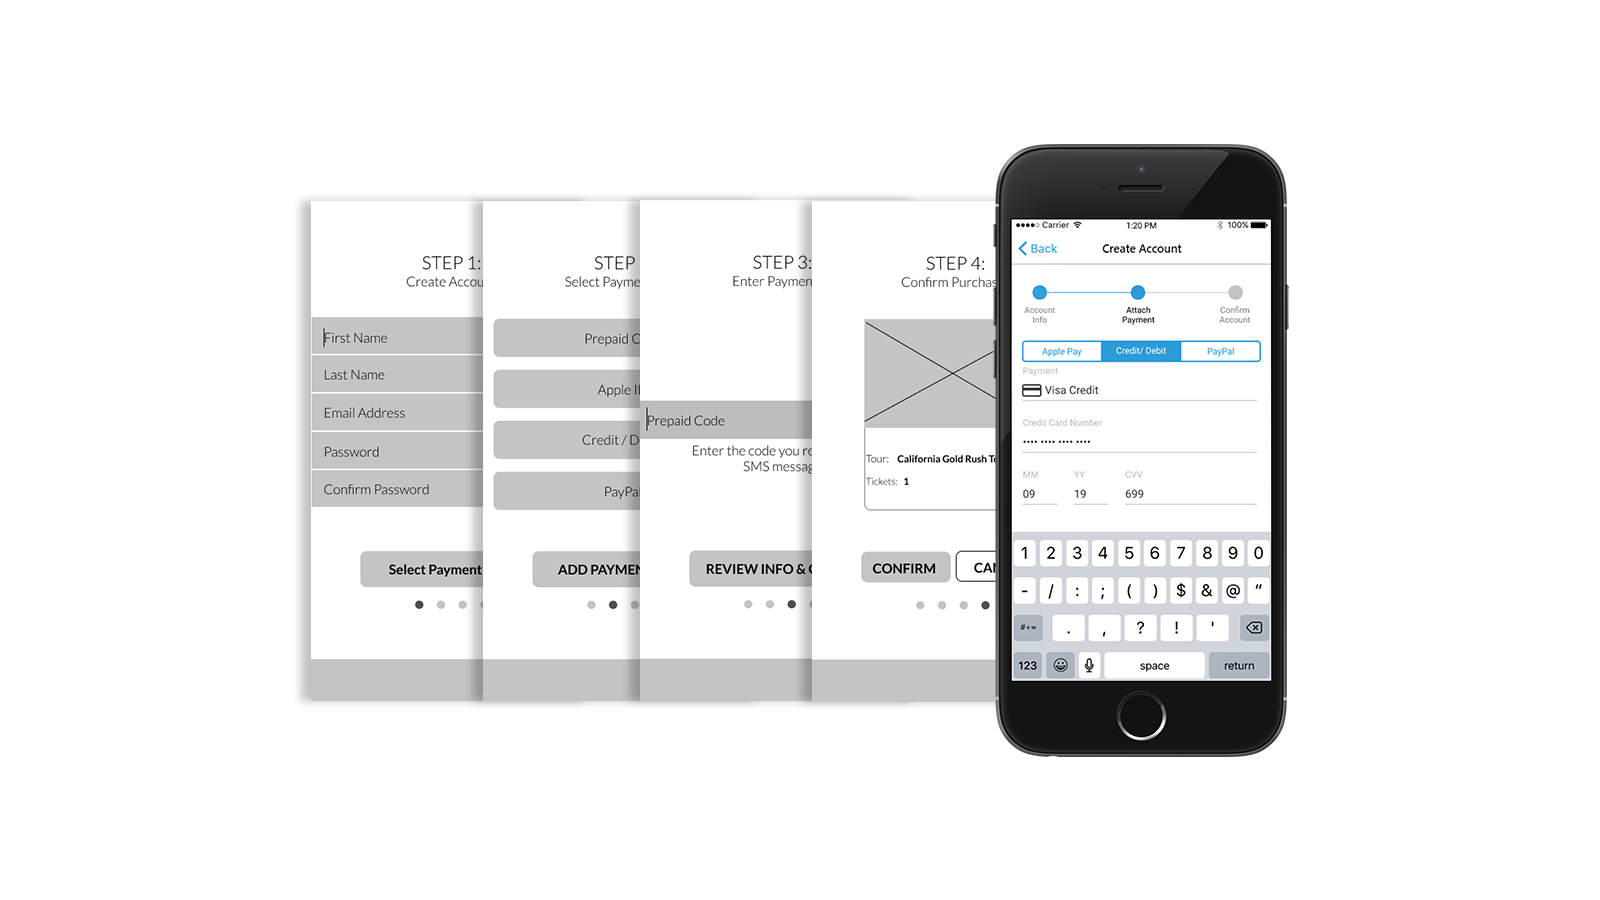 STEP 1:
Create Accou
First Name
Last Name
Email Address
Password
Confirm Password
Select Payment
STEP
Select Payme
Prepaid C
Apple I
Credit / D
PayPal
ADD PAYMEN
STEP 3:
Enter Paymen
Prepaid Code
Enter the code you re
SMS messag
REVIEW INFO &
STEP 4:
Confirm Purchas
Tour: California Gold Rush To
Tickets: 1
CONFIRM CAN
Carrier 1:20 PM 100%
Back Create Account
Account Info
Attach Payment
Confirm Account
Apple Pay Credit/ Debit PayPal
Payment
Visa Credit
Credit Card Number
•••• •••• •••• ••••
MM YY CVV
09 19 699
1 2 3 4 5 6 7 8 9 0
- / : ; ( ) $ & @ "
#+= . , ? ! '
123 space return